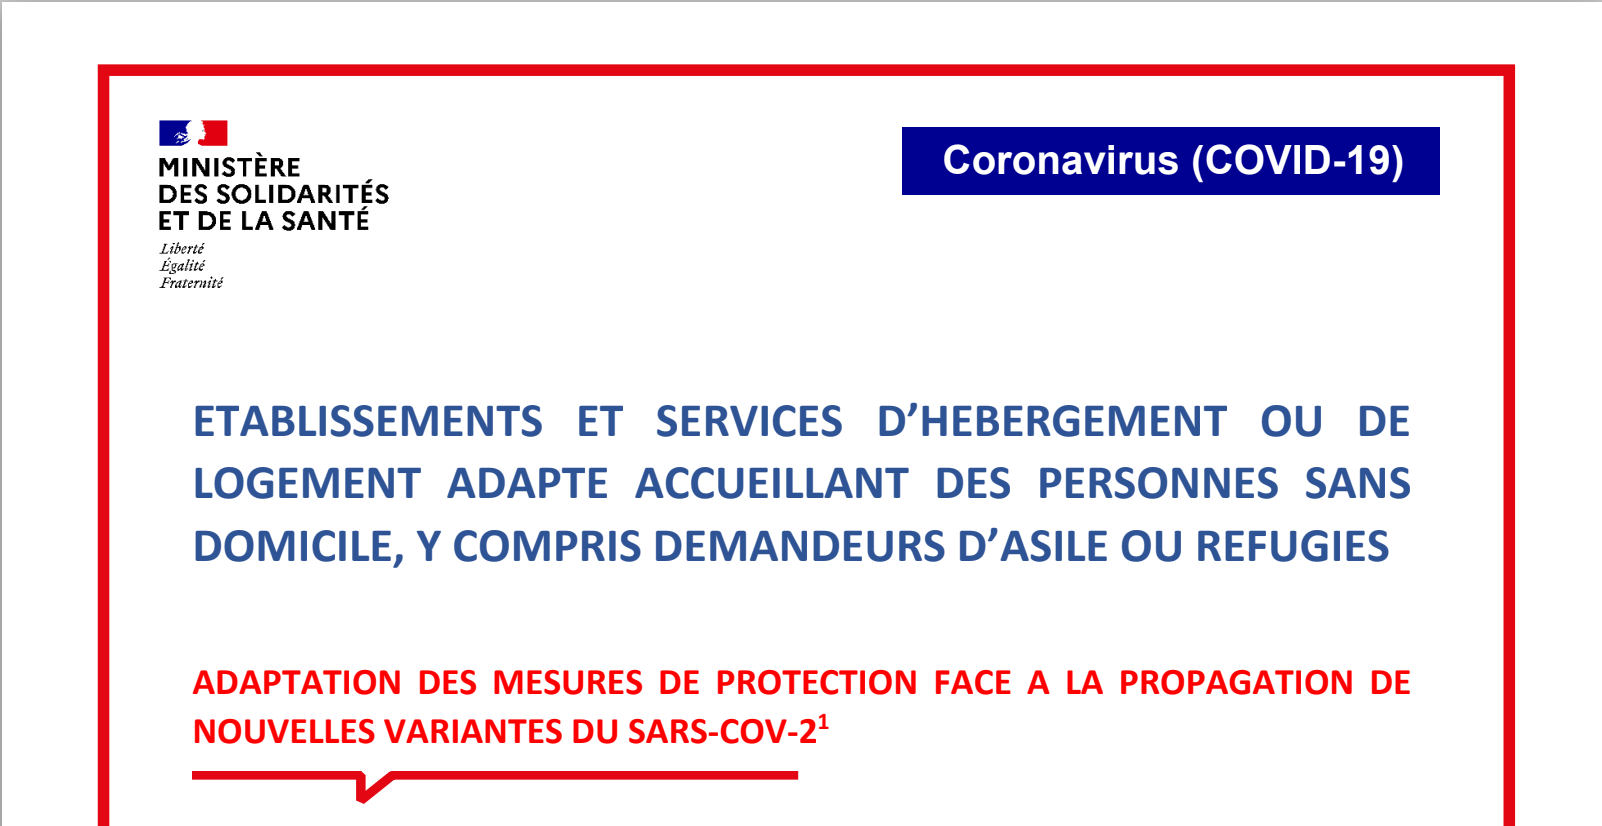 MINISTÈRE
DES SOLIDARITÉS
ET DE LA SANTÉ
Liberté
Égalité
Fraternité
Coronavirus (COVID-19)
ETABLISSEMENTS ET SERVICES D’HEBERGEMENT OU DE
LOGEMENT ADAPTE ACCUEILLANT DES PERSONNES SANS
DOMICILE, Y COMPRIS DEMANDEURS D’ASILE OU REFUGIES
ADAPTATION DES MESURES DE PROTECTION FACE A LA PROPAGATION DE
NOUVELLES VARIANTES DU SARS-COV-2¹